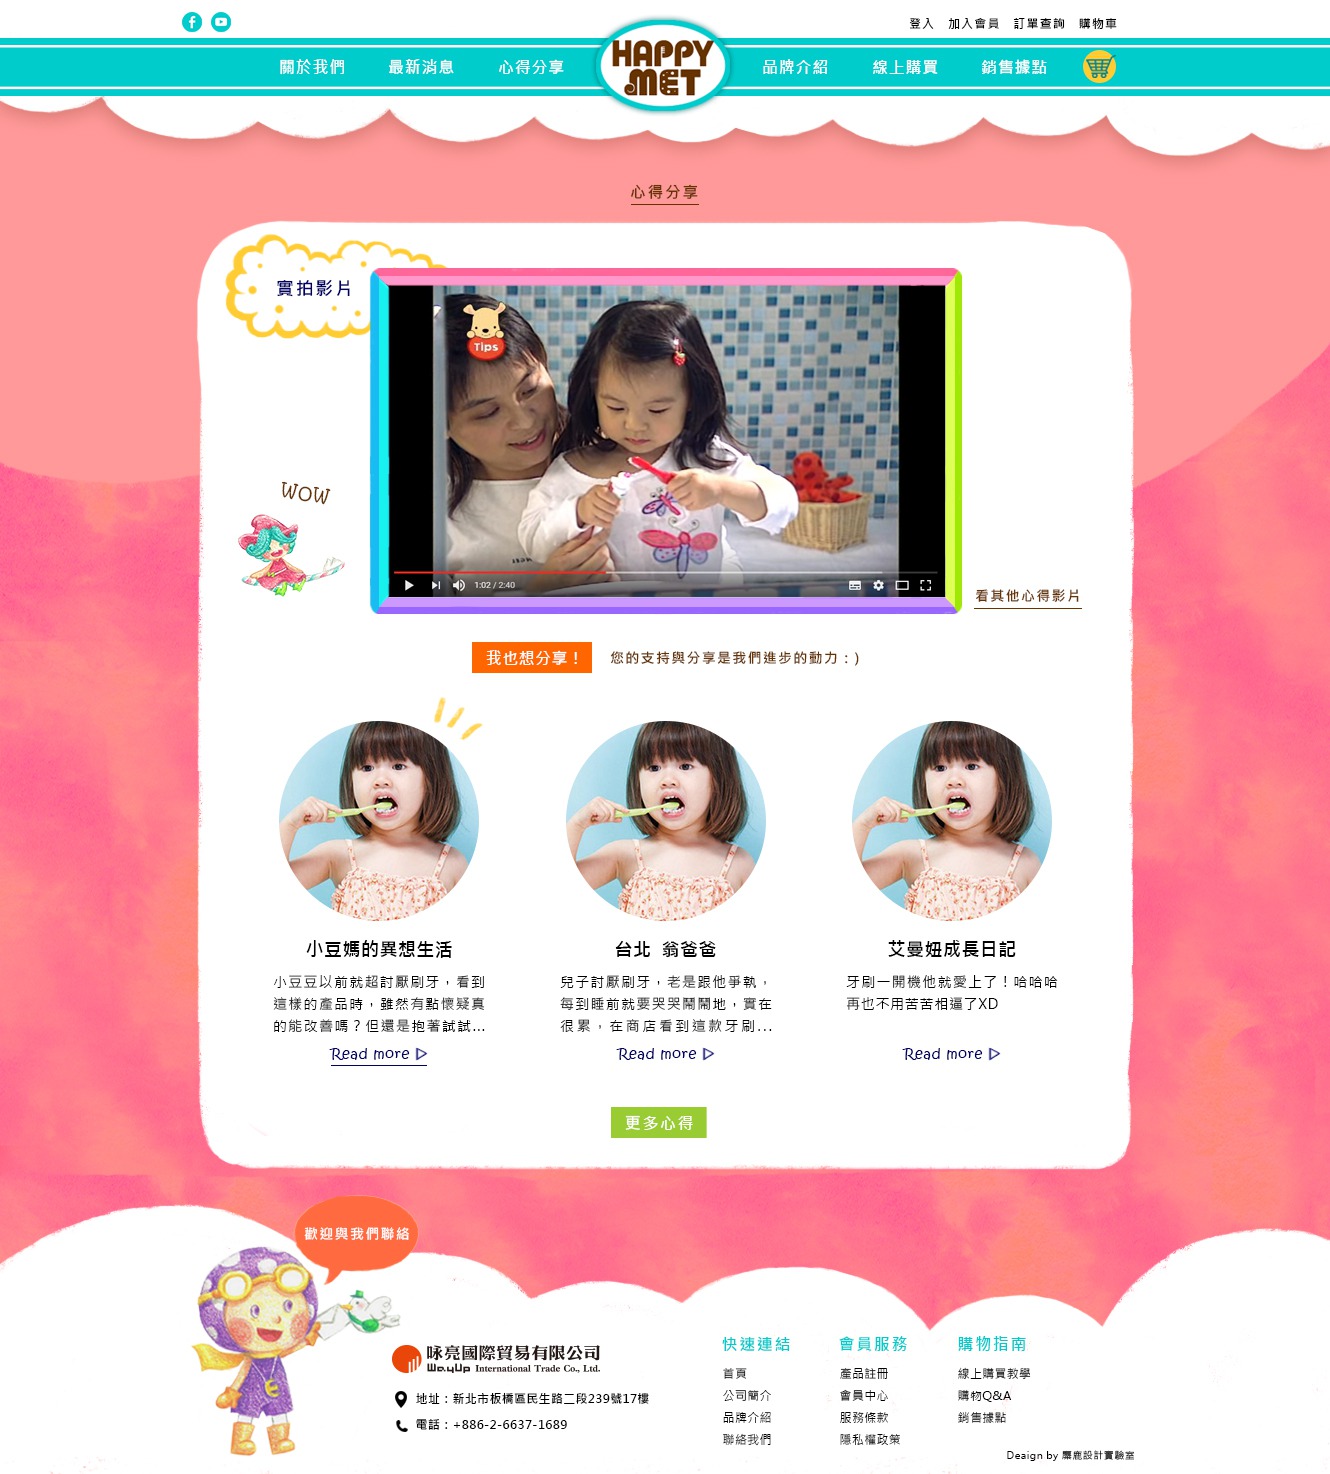 登入 加入會員 訂單查詢 購物車
關於我們 最新消息 心得分享
HAPPY
MET
品牌介紹 線上購買 銷售據點
心得分享
實拍影片
Tips
WOW
1:02 / 2:40
看其他心得影片
我也想分享！ 您的支持與分享是我們進步的動力：)
小豆媽的異想生活
小豆豆以前就超討厭刷牙，看到
這樣的產品時，雖然有點懷疑真
的能改善嗎？但還是抱著試試...
Read more
台北 翁爸爸
兒子討厭刷牙，老是跟他爭執，
每到睡前就要哭哭鬧鬧地，實在
很累，在商店看到這款牙刷...
Read more
艾曼妞成長日記
牙刷一開機他就愛上了！哈哈哈
再也不用苦苦相逼了XD
Read more
更多心得
歡迎與我們聯絡
咏亮國際貿易有限公司
WayUp International Trade Co., Ltd.
地址：新北市板橋區民生路二段239號17樓
電話：+886-2-6637-1689
快速連結
首頁
公司簡介
品牌介紹
聯絡我們
會員服務
產品註冊
會員中心
服務條款
隱私權政策
購物指南
線上購買教學
購物Q&A
銷售據點
Deaign by 麋鹿設計實驗室